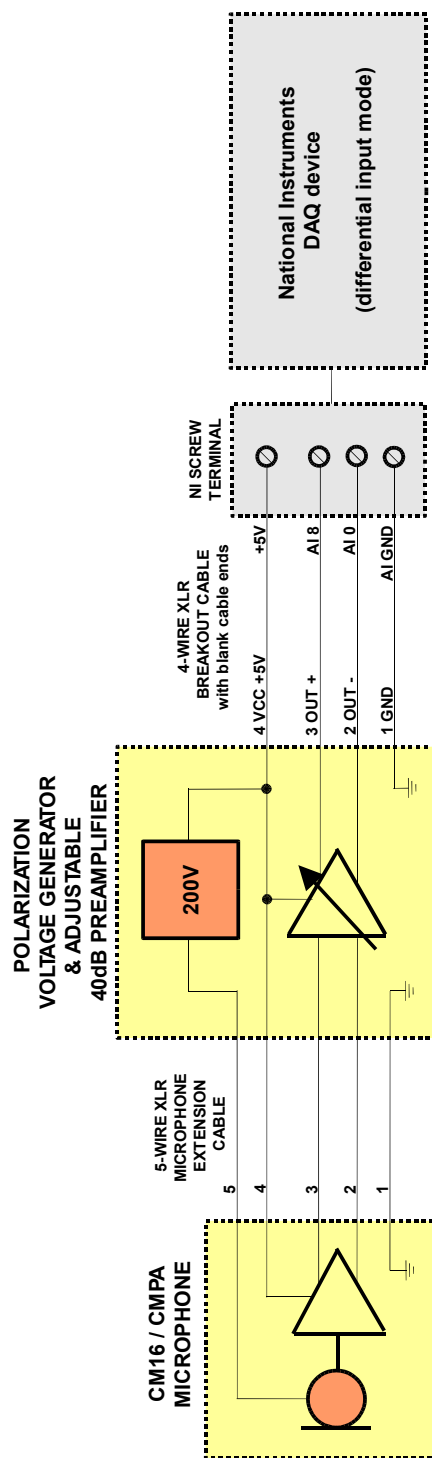 CM16 / CMPA
MICROPHONE
5-WIRE XLR
MICROPHONE
EXTENSION
CABLE
5
4
3
2
1
POLARIZATION
VOLTAGE GENERATOR
& ADJUSTABLE
40dB PREAMPLIFIER
200V
4-WIRE XLR
BREAKOUT CABLE
with blank cable ends
4 VCC +5V
3 OUT +
2 OUT -
1 GND
+5V
AI 8
AI 0
AI GND
NI SCREW
TERMINAL
National Instruments
DAQ device
(differential input mode)